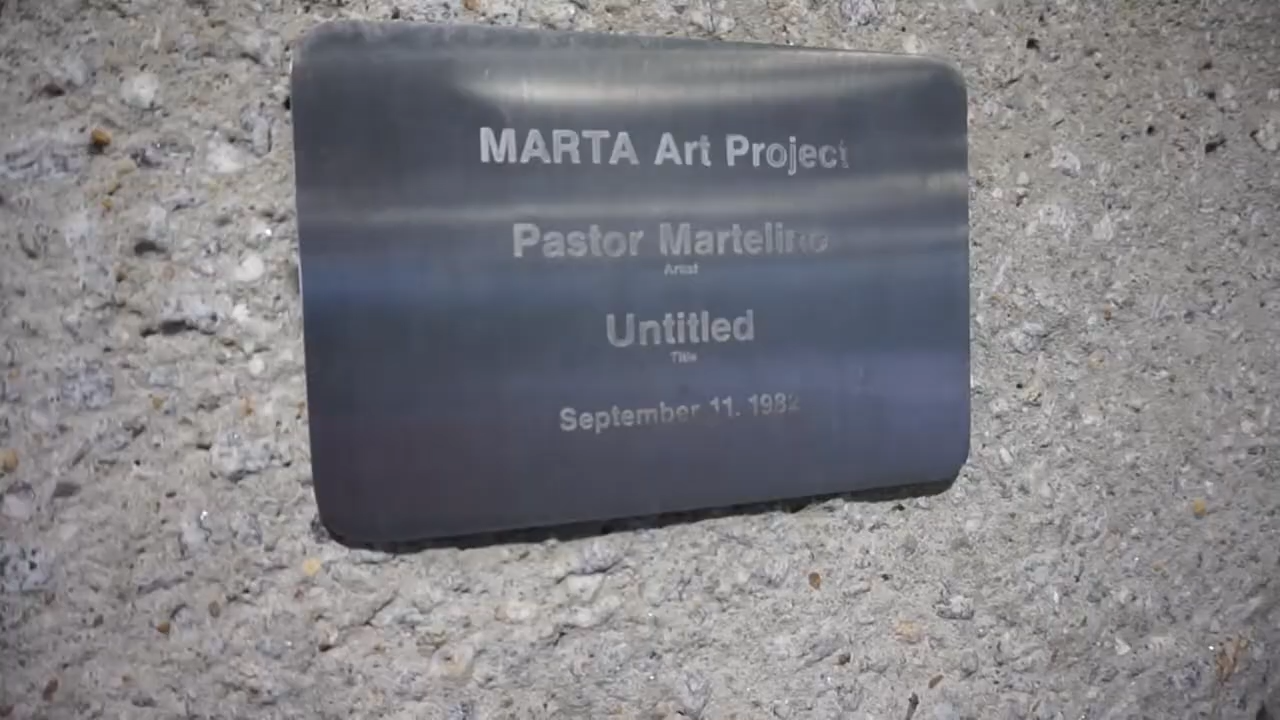 MARTA Art Project
Pastor Martelino
Artist
Untitled
Title
September 11, 1982